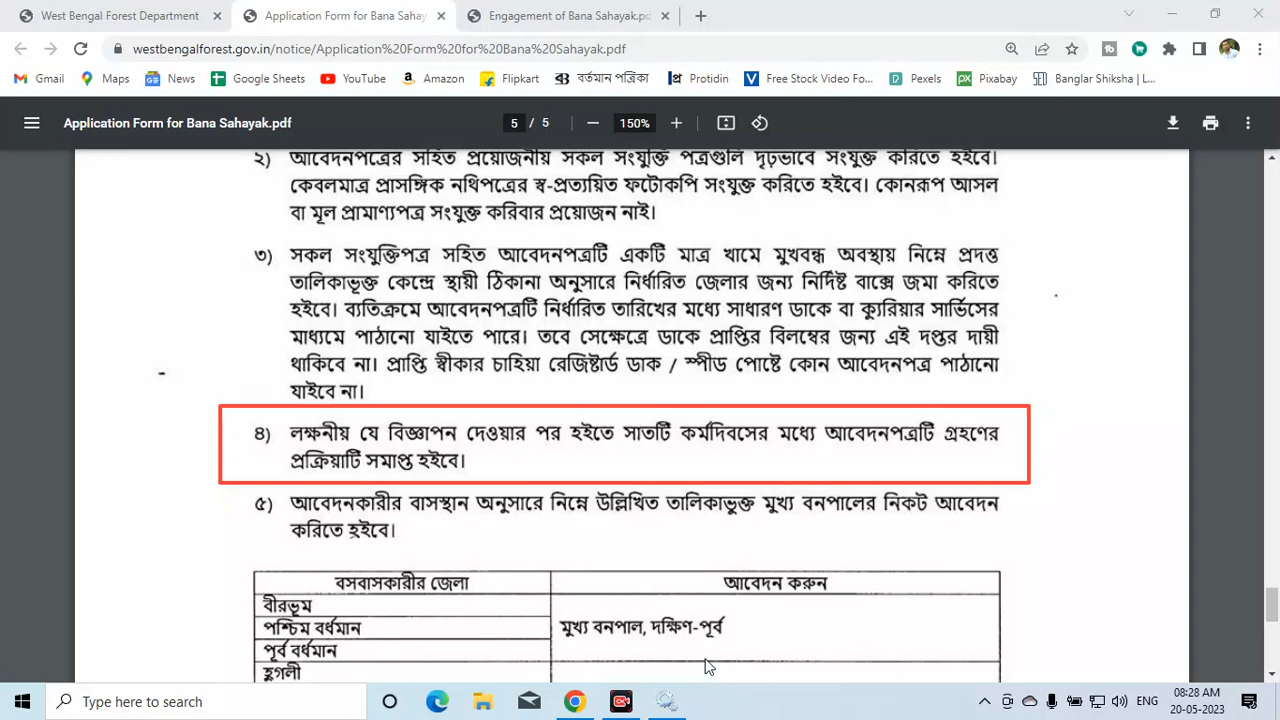 West Bengal Forest Department
Application Form for Bana Sahay
Engagement of Bana Sahayak.pd
westbengalforest.gov.in/notice/Application%20Form%20for%20Bana%20Sahayak.pdf
Gmail Maps News Google Sheets YouTube Amazon Flipkart বর্তমান পত্রিকা Protidin Free Stock Video Fo... Pexels Pixabay Banglar Shiksha | L...
Application Form for Bana Sahayak.pdf 5 / 5 150%
২) আবেদনপত্রের সহিত প্রয়োজনীয় সকল সংযুক্তি পত্রগুলি দৃঢ়ভাবে সংযুক্ত করিতে হইবে।
কেবলমাত্র প্রাসঙ্গিক নথিপত্রের স্ব-প্রত্যয়িত ফটোকপি সংযুক্ত করিতে হইবে। কোনরূপ আসল
বা মূল প্রামাণ্যপত্র সংযুক্ত করিবার প্রয়োজন নাই।
৩) সকল সংযুক্তিপত্র সহিত আবেদনপত্রটি একটি মাত্র খামে মুখবন্ধ অবস্থায় নিম্নে প্রদত্ত
তালিকাভূক্ত কেন্দ্রে স্থায়ী ঠিকানা অনুসারে নির্ধারিত জেলার জন্য নির্দিষ্ট বাক্সে জমা করিতে
হইবে। ব্যতিক্রমে আবেদনপত্রটি নির্ধারিত তারিখের মধ্যে সাধারণ ডাকে বা ক্যুরিয়ার সার্ভিসের
মাধ্যমে পাঠানো যাইতে পারে। তবে সেক্ষেত্রে ডাকে প্রাপ্তির বিলম্বের জন্য এই দপ্তর দায়ী
থাকিবে না। প্রাপ্তি স্বীকার চাহিয়া রেজিষ্টার্ড ডাক / স্পীড পোষ্টে কোন আবেদনপত্র পাঠানো
যাইবে না।
৪) লক্ষনীয় যে বিজ্ঞাপন দেওয়ার পর হইতে সাতটি কর্মদিবসের মধ্যে আবেদনপত্রটি গ্রহণের
প্রক্রিয়াটি সমাপ্ত হইবে।
৫) আবেদনকারীর বাসস্থান অনুসারে নিম্নে উল্লিখিত তালিকাভুক্ত মুখ্য বনপালের নিকট আবেদন
করিতে হইবে।
বসবাসকারীর জেলা আবেদন করুন
বীরভূম
পশ্চিম বর্ধমান মুখ্য বনপাল, দক্ষিণ-পূর্ব
পূর্ব বর্ধমান
হুগলী
Type here to search
ENG
08:28 AM
20-05-2023